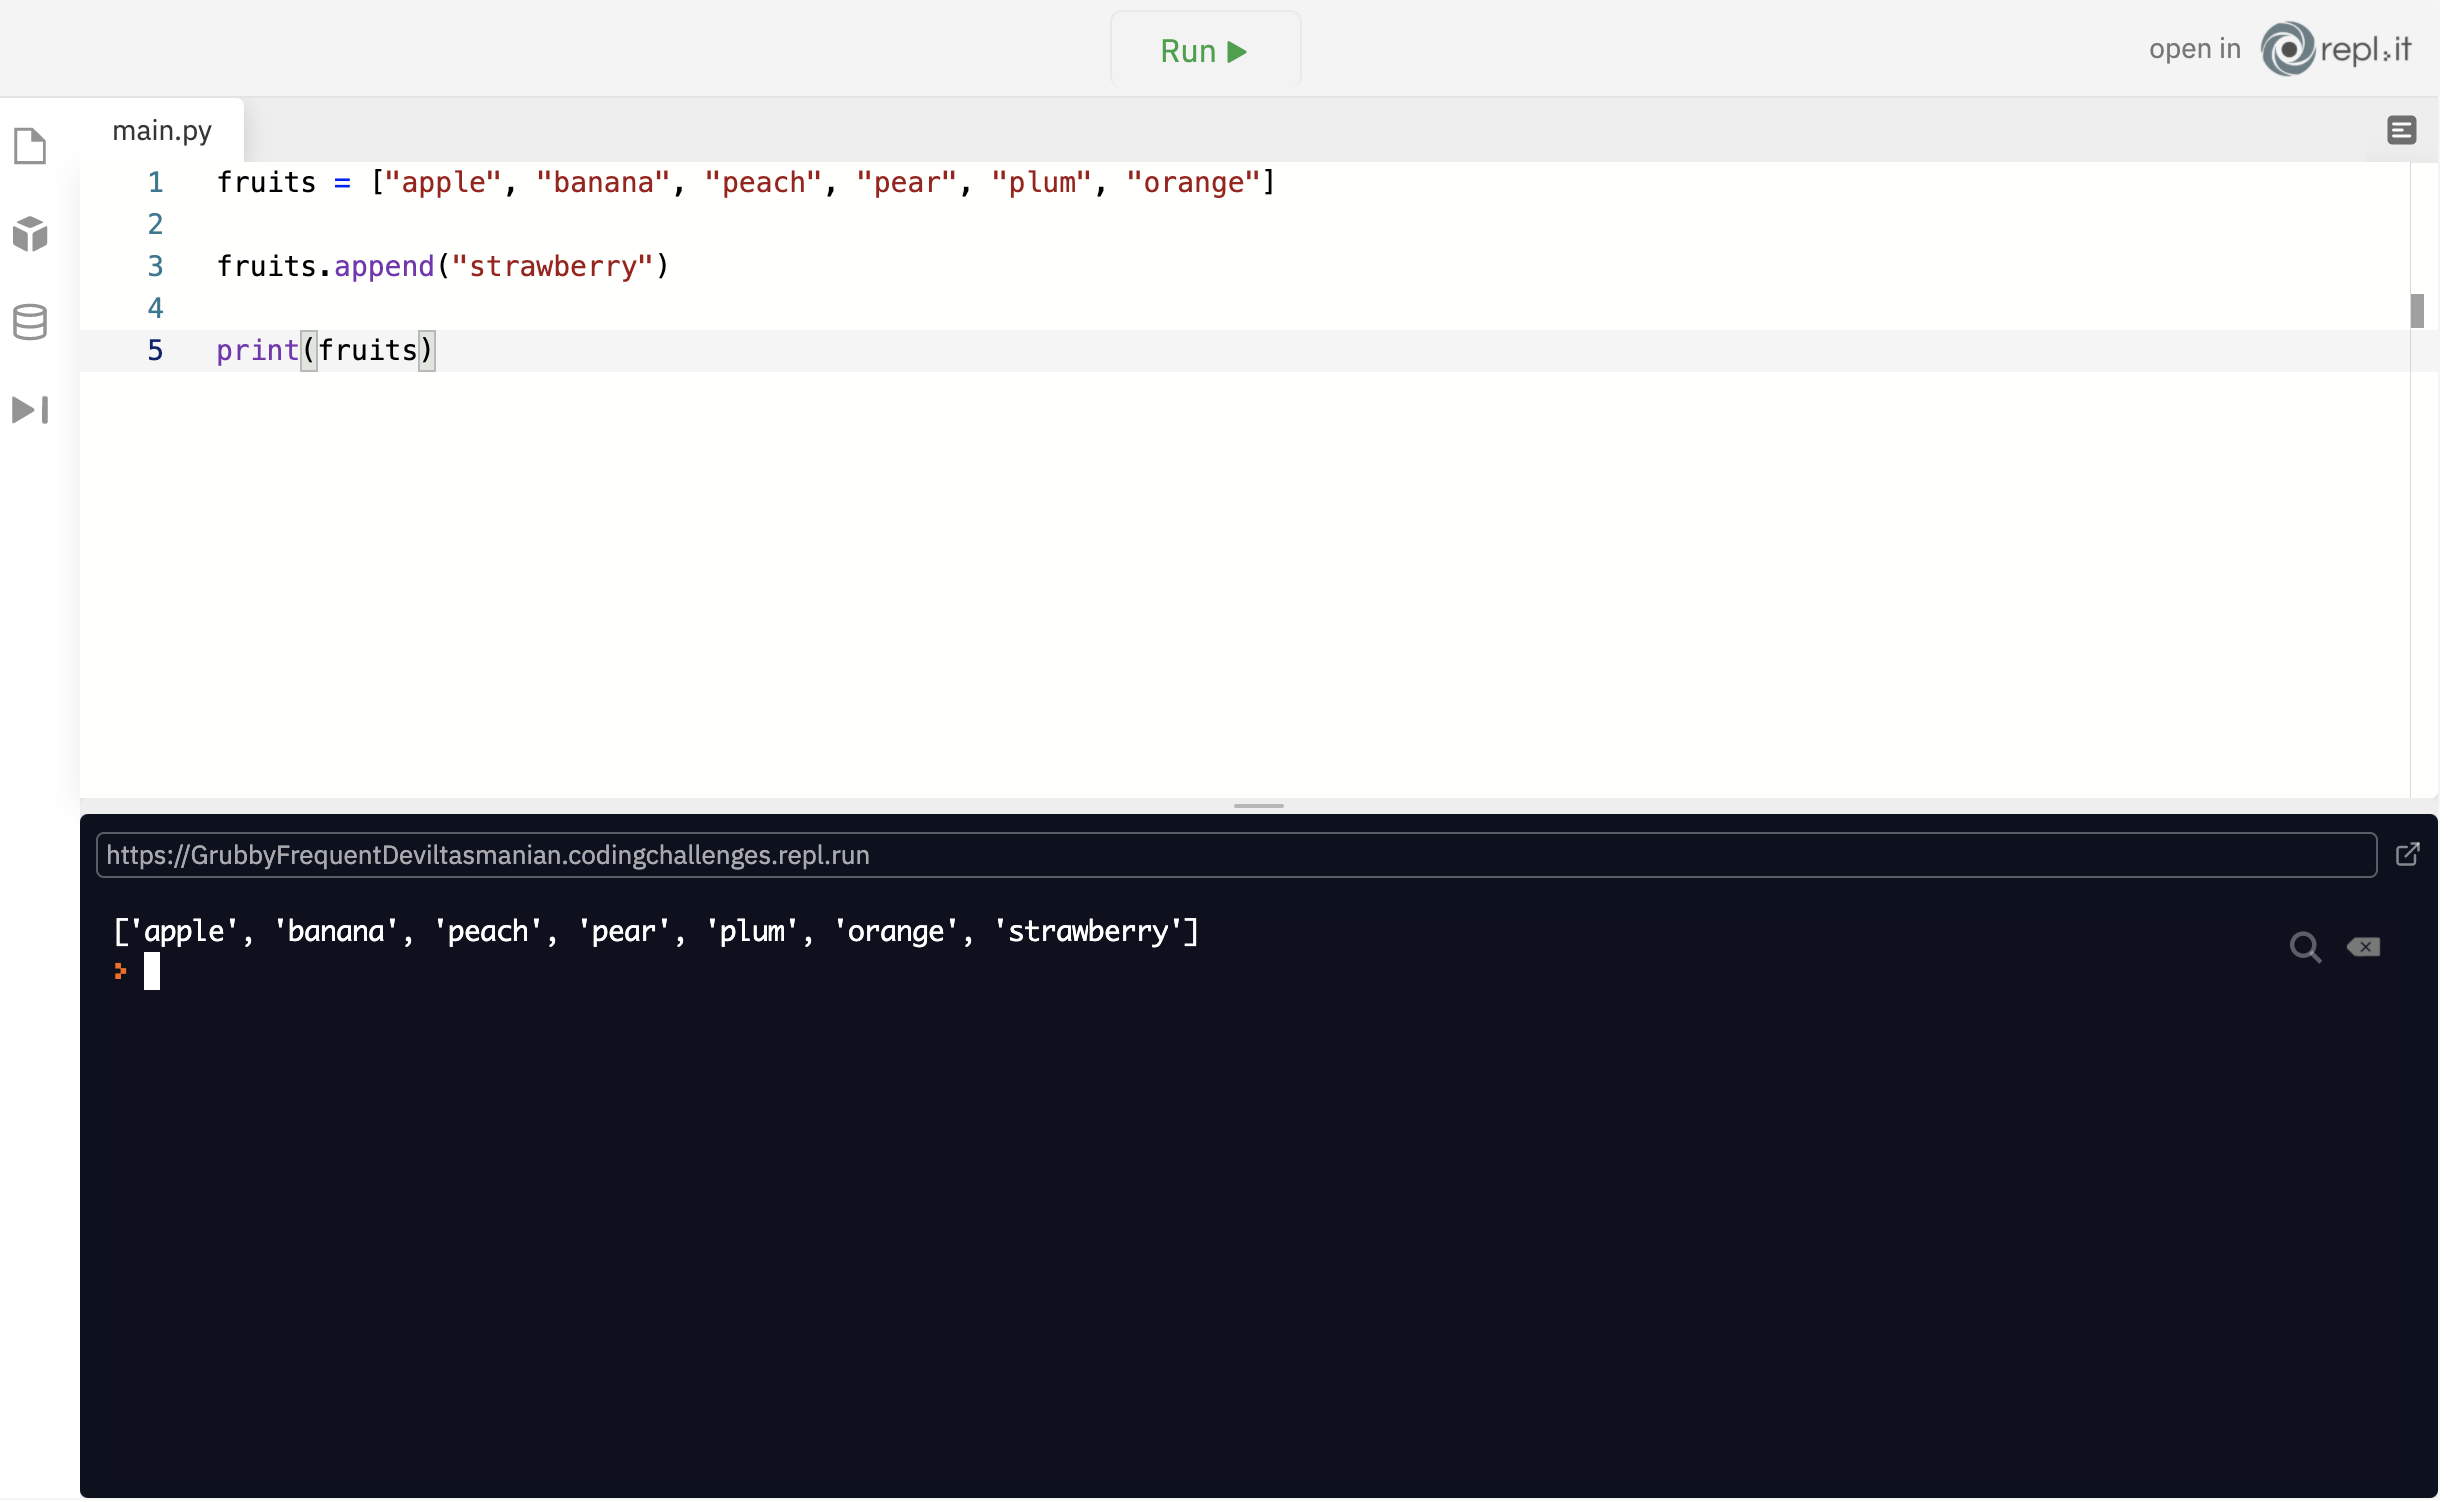 Run
open in repl.it
main.py
1 fruits = ["apple", "banana", "peach", "pear", "plum", "orange"]
2
3 fruits.append("strawberry")
4
5 print(fruits)
https://GrubbyFrequentDeviltasmanian.codingchallenges.repl.run
['apple', 'banana', 'peach', 'pear', 'plum', 'orange', 'strawberry']
>